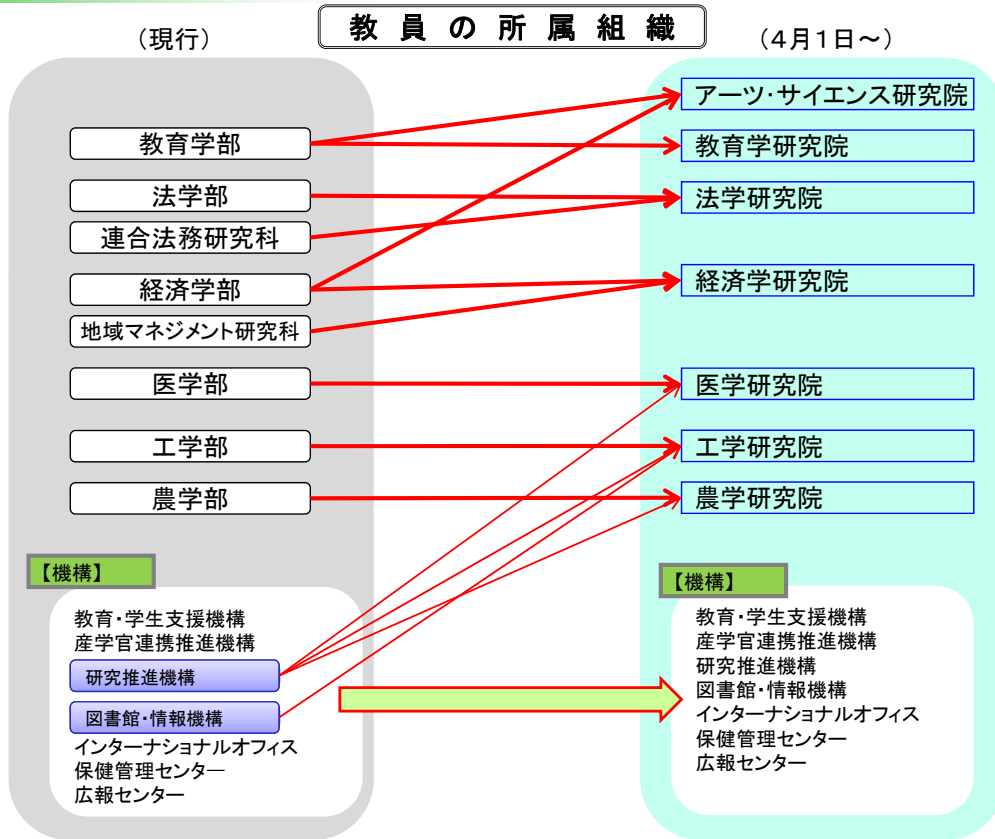 教員の所属組織
（現行）
教育学部
法学部
連合法務研究科
経済学部
地域マネジメント研究科
医学部
工学部
農学部
【機構】
教育・学生支援機構
産学官連携推進機構
研究推進機構
図書館・情報機構
インターナショナルオフィス
保健管理センター
広報センター
（４月１日～）
アーツ・サイエンス研究院
教育学研究院
法学研究院
経済学研究院
医学研究院
工学研究院
農学研究院
【機構】
教育・学生支援機構
産学官連携推進機構
研究推進機構
図書館・情報機構
インターナショナルオフィス
保健管理センター
広報センター